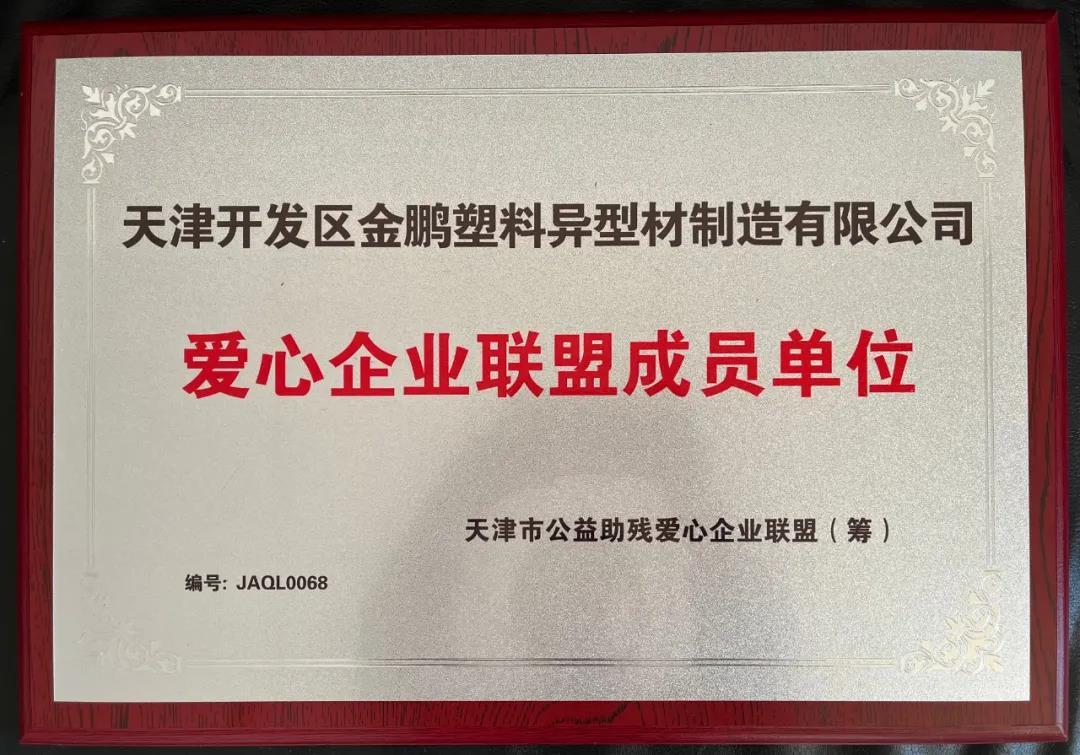 天津开发区金鹏塑料异型材制造有限公司
爱心企业联盟成员单位
天津市公益助残爱心企业联盟（筹）
编号: JAQL0068